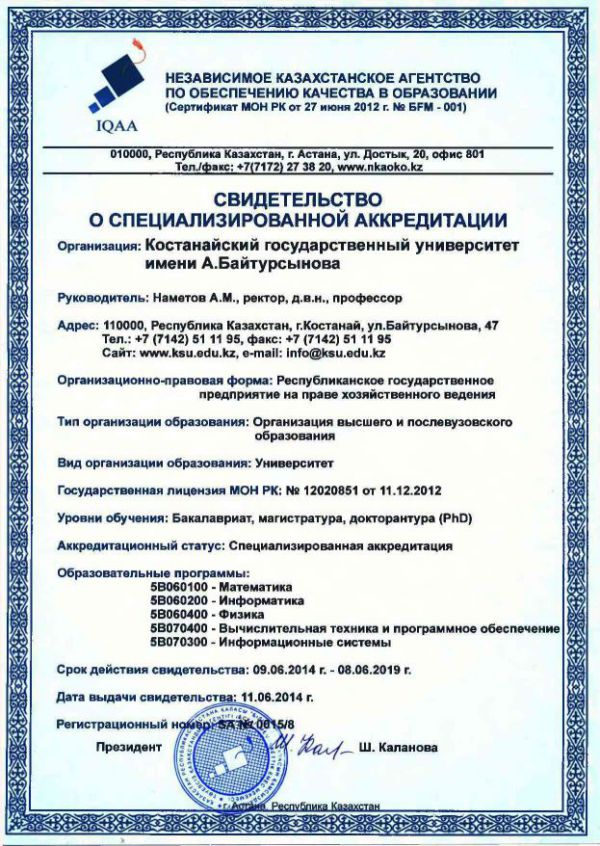 IQAA
НЕЗАВИСИМОЕ КАЗАХСТАНСКОЕ АГЕНТСТВО
ПО ОБЕСПЕЧЕНИЮ КАЧЕСТВА В ОБРАЗОВАНИИ
(Сертификат МОН РК от 27 июня 2012 г. № БFM - 001)
010000, Республика Казахстан, г. Астана, ул. Достык, 20, офис 801
Тел./факс: +7(7172) 27 38 20, www.nkaoko.kz
СВИДЕТЕЛЬСТВО
О СПЕЦИАЛИЗИРОВАННОЙ АККРЕДИТАЦИИ
Организация: Костанайский государственный университет
имени А.Байтурсынова
Руководитель: Наметов А.М., ректор, д.в.н., профессор
Адрес: 110000, Республика Казахстан, г.Костанай, ул.Байтурсынова, 47
Тел.: +7 (7142) 51 11 95, факс: +7 (7142) 51 11 95
Сайт: www.ksu.edu.kz, e-mail: info@ksu.edu.kz
Организационно-правовая форма: Республиканское государственное
предприятие на праве хозяйственного ведения
Тип организации образования: Организация высшего и послевузовского
образования
Вид организации образования: Университет
Государственная лицензия МОН РК: № 12020851 от 11.12.2012
Уровни обучения: Бакалавриат, магистратура, докторантура (PhD)
Аккредитационный статус: Специализированная аккредитация
Образовательные программы:
5В060100 - Математика
5В060200 - Информатика
5В060400 - Физика
5В070400 - Вычислительная техника и программное обеспечение
5В070300 - Информационные системы
Срок действия свидетельства: 09.06.2014 г. - 08.06.2019 г.
Дата выдачи свидетельства: 11.06.2014 г.
Регистрационный номер: SA № 0015/8
Президент Ш. Каланова
г. Астана, Республика Казахстан